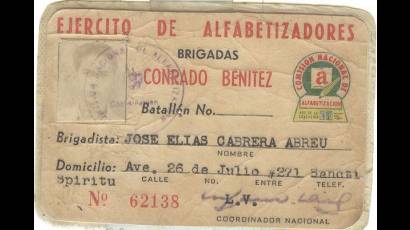 EJERCITO DE ALFABETIZADORES
BRIGADAS
CONRADO BENITEZ
COMISION NACIONAL DE
a
ALFABETIZACION
Batallón No.
Brigadista: JOSE ELIAS CABRERA ABREU
NOMBRE
Domicilio: Ave. 26 de Julio #271 Sancti
Spiritu CALLE No. ENTRE TELEF.
Nº 62138 L.V.
COORDINADOR NACIONAL